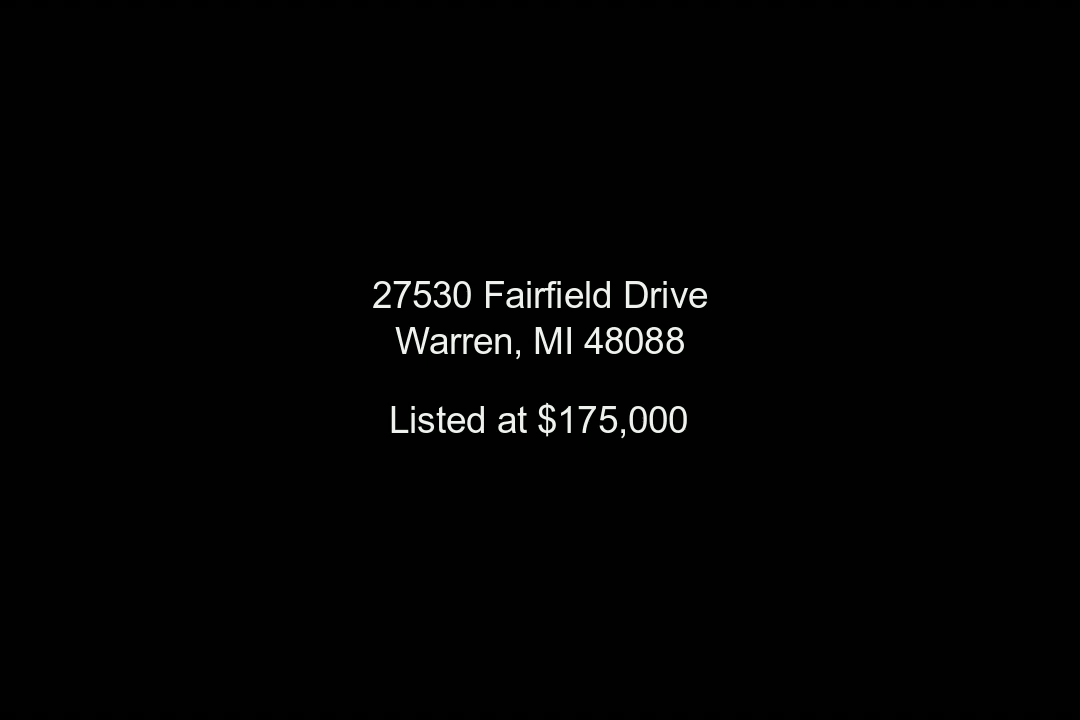 27530 Fairfield Drive
Warren, MI 48088
Listed at $175,000